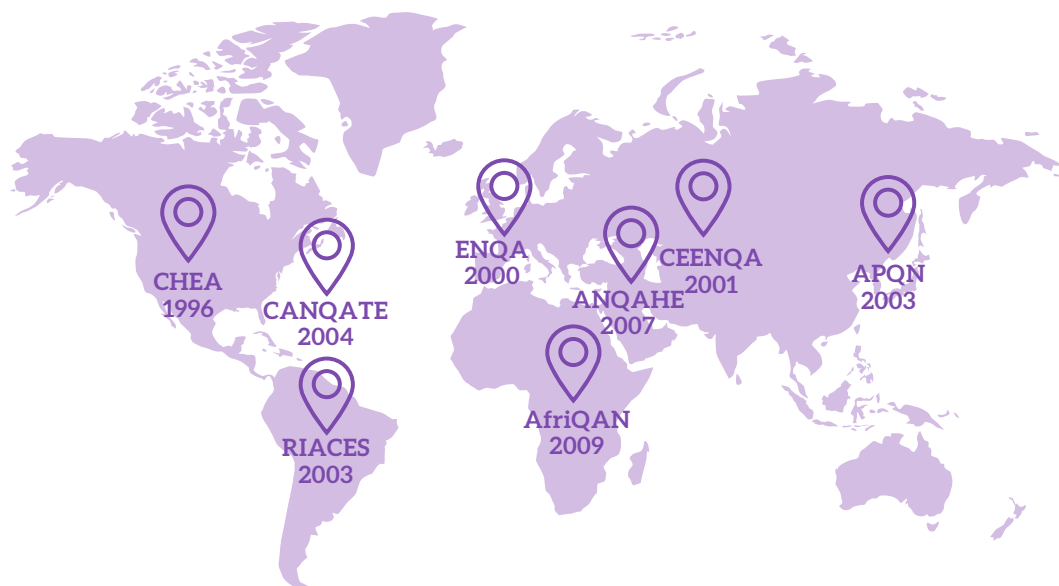 CHEA
1996
CANQATE
2004
RIACES
2003
ENQA
2000
ANQAHE
2007
CEENQA
2001
AfriQAN
2009
APQN
2003